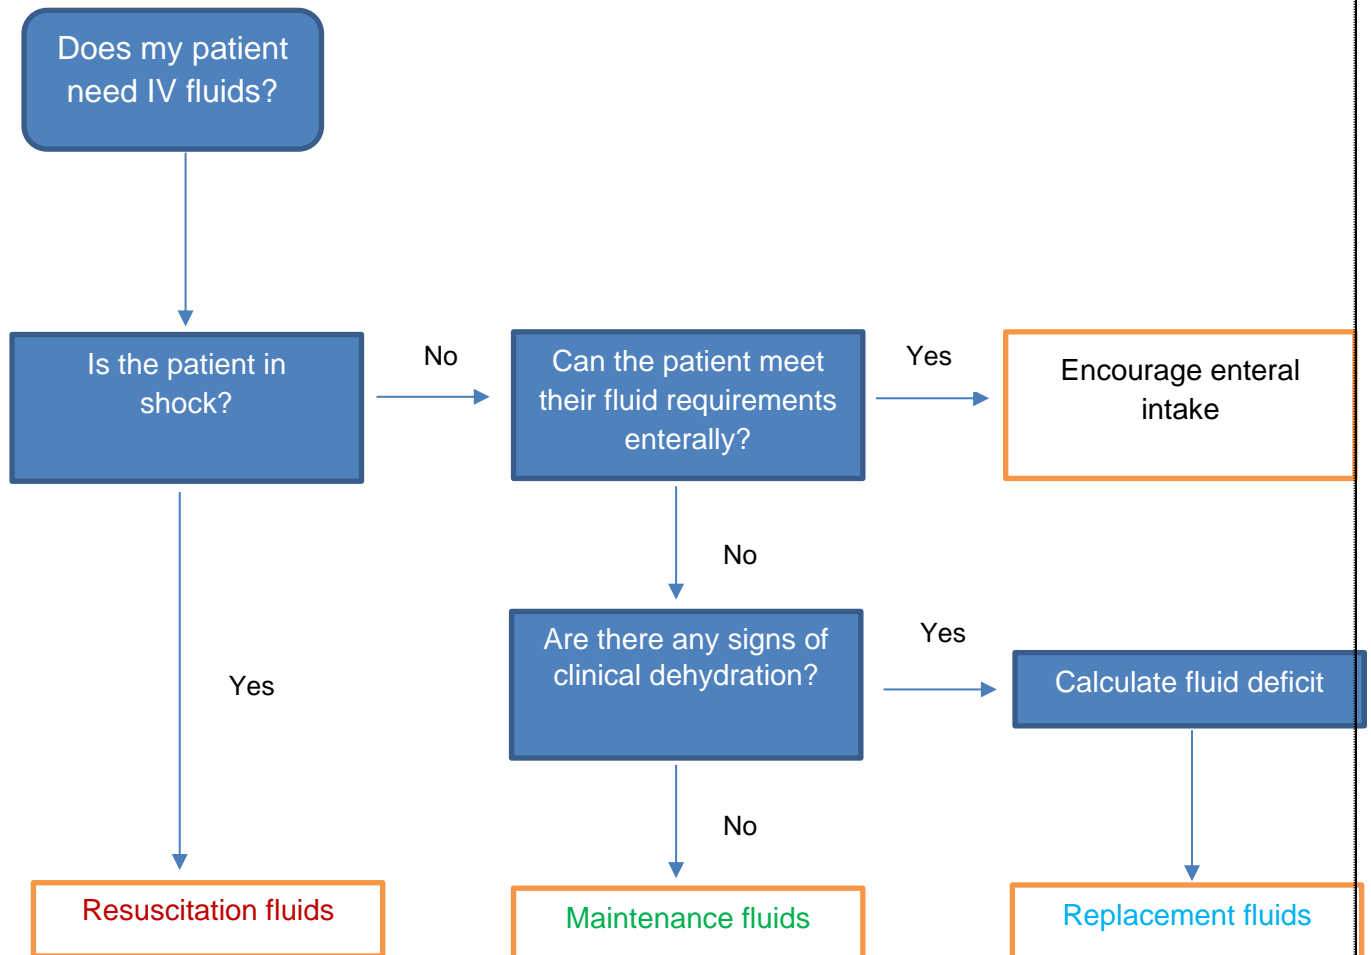 Does my patient
need IV fluids?
Is the patient in
shock?
No
Can the patient meet
their fluid requirements
enterally?
Yes
Encourage enteral
intake
No
Are there any signs of
clinical dehydration?
Yes
Calculate fluid deficit
Yes
No
Resuscitation fluids
Maintenance fluids
Replacement fluids